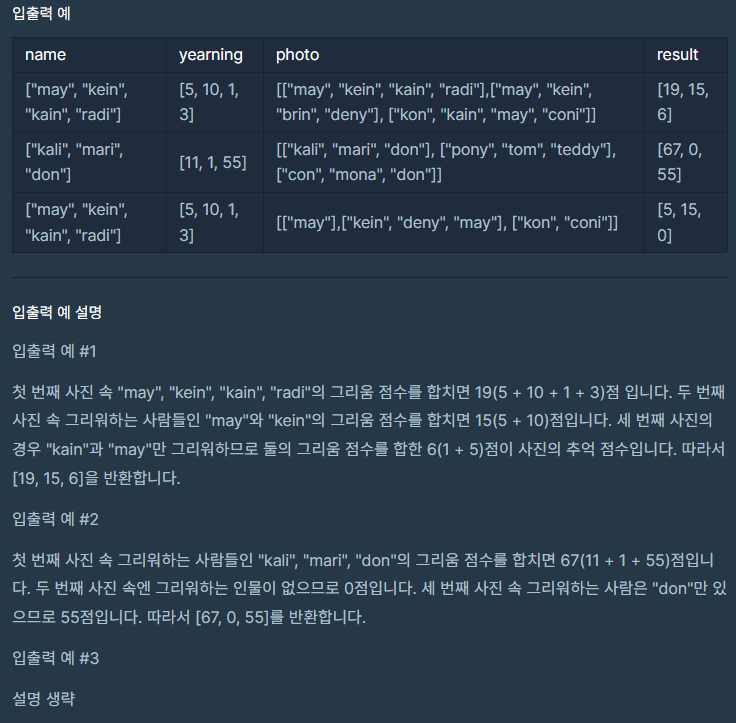 입출력 예
name yearning photo result
["may", "kein", [5, 10, 1, [["may", "kein", "kain", "radi"],["may", "kein", [19, 15,
"kain", "radi"] 3] "brin", "deny"], ["kon", "kain", "may", "coni"]] 6]
["kali", "mari", [11, 1, 55] [["kali", "mari", "don"], ["pony", "tom", "teddy"], [67, 0,
"don"] ["con", "mona", "don"]] 55]
["may", "kein", [5, 10, 1, [["may"],["kein", "deny", "may"], ["kon", "coni"]] [5, 15,
"kain", "radi"] 3] 0]
입출력 예 설명
입출력 예 #1
첫 번째 사진 속 "may", "kein", "kain", "radi"의 그리움 점수를 합치면 19(5 + 10 + 1 + 3)점 입니다. 두 번째
사진 속 그리워하는 사람들인 "may"와 "kein"의 그리움 점수를 합치면 15(5 + 10)점입니다. 세 번째 사진의
경우 "kain"과 "may"만 그리워하므로 둘의 그리움 점수를 합한 6(1 + 5)점이 사진의 추억 점수입니다. 따라서
[19, 15, 6]을 반환합니다.
입출력 예 #2
첫 번째 사진 속 그리워하는 사람들인 "kali", "mari", "don"의 그리움 점수를 합치면 67(11 + 1 + 55)점입니
다. 두 번째 사진 속엔 그리워하는 인물이 없으므로 0점입니다. 세 번째 사진 속 그리워하는 사람은 "don"만 있
으므로 55점입니다. 따라서 [67, 0, 55]를 반환합니다.
입출력 예 #3
설명 생략